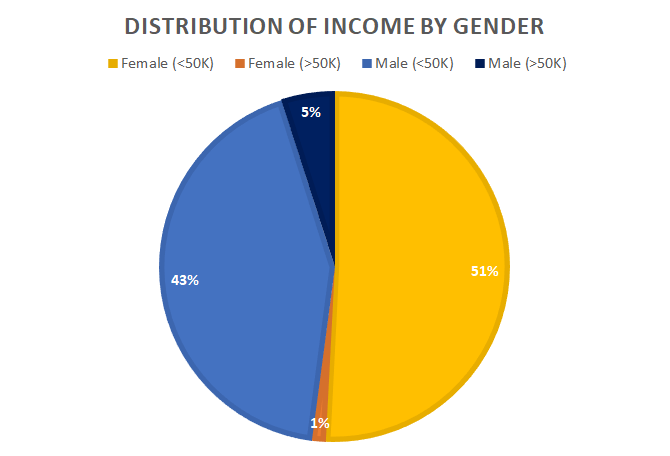 DISTRIBUTION OF INCOME BY GENDER
Female (<50K) Female (>50K) Male (<50K) Male (>50K)
5%
51%
43%
1%